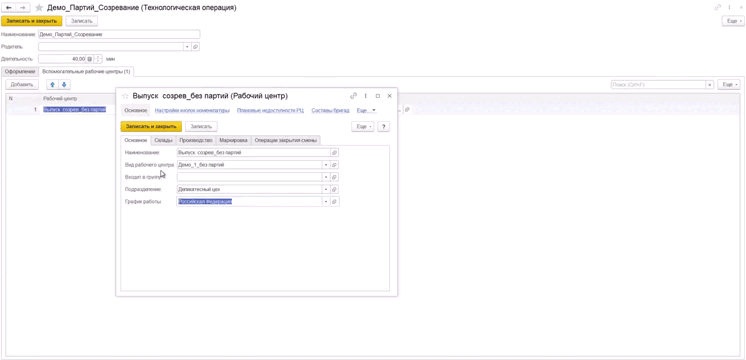 Демо_Партий_Созревание (Технологическая операция)
Записать и закрыть Записать Еще
Наименование: Демо_Партий_Созревание
Родитель:
Длительность: 40,00 мин
Оформление Вспомогательные рабочие центры (1)
Добавить Поиск (Ctrl+F) Еще
N Рабочий центр
1 Выпуск созрев_без партий
Выпуск созрев_без партий (Рабочий центр)
Основное Настройки кнопок номенклатуры Плановые недоступности РЦ Составы бригад Еще
Записать и закрыть Записать Еще ?
Основное Склады Производство Маркировка Операции закрытия смены
Наименование: Выпуск созрев_без партий
Вид рабочего центра: Демо_1_без партий
Входит в группу:
Подразделение: Деликатесный цех
График работы: Российская Федерация